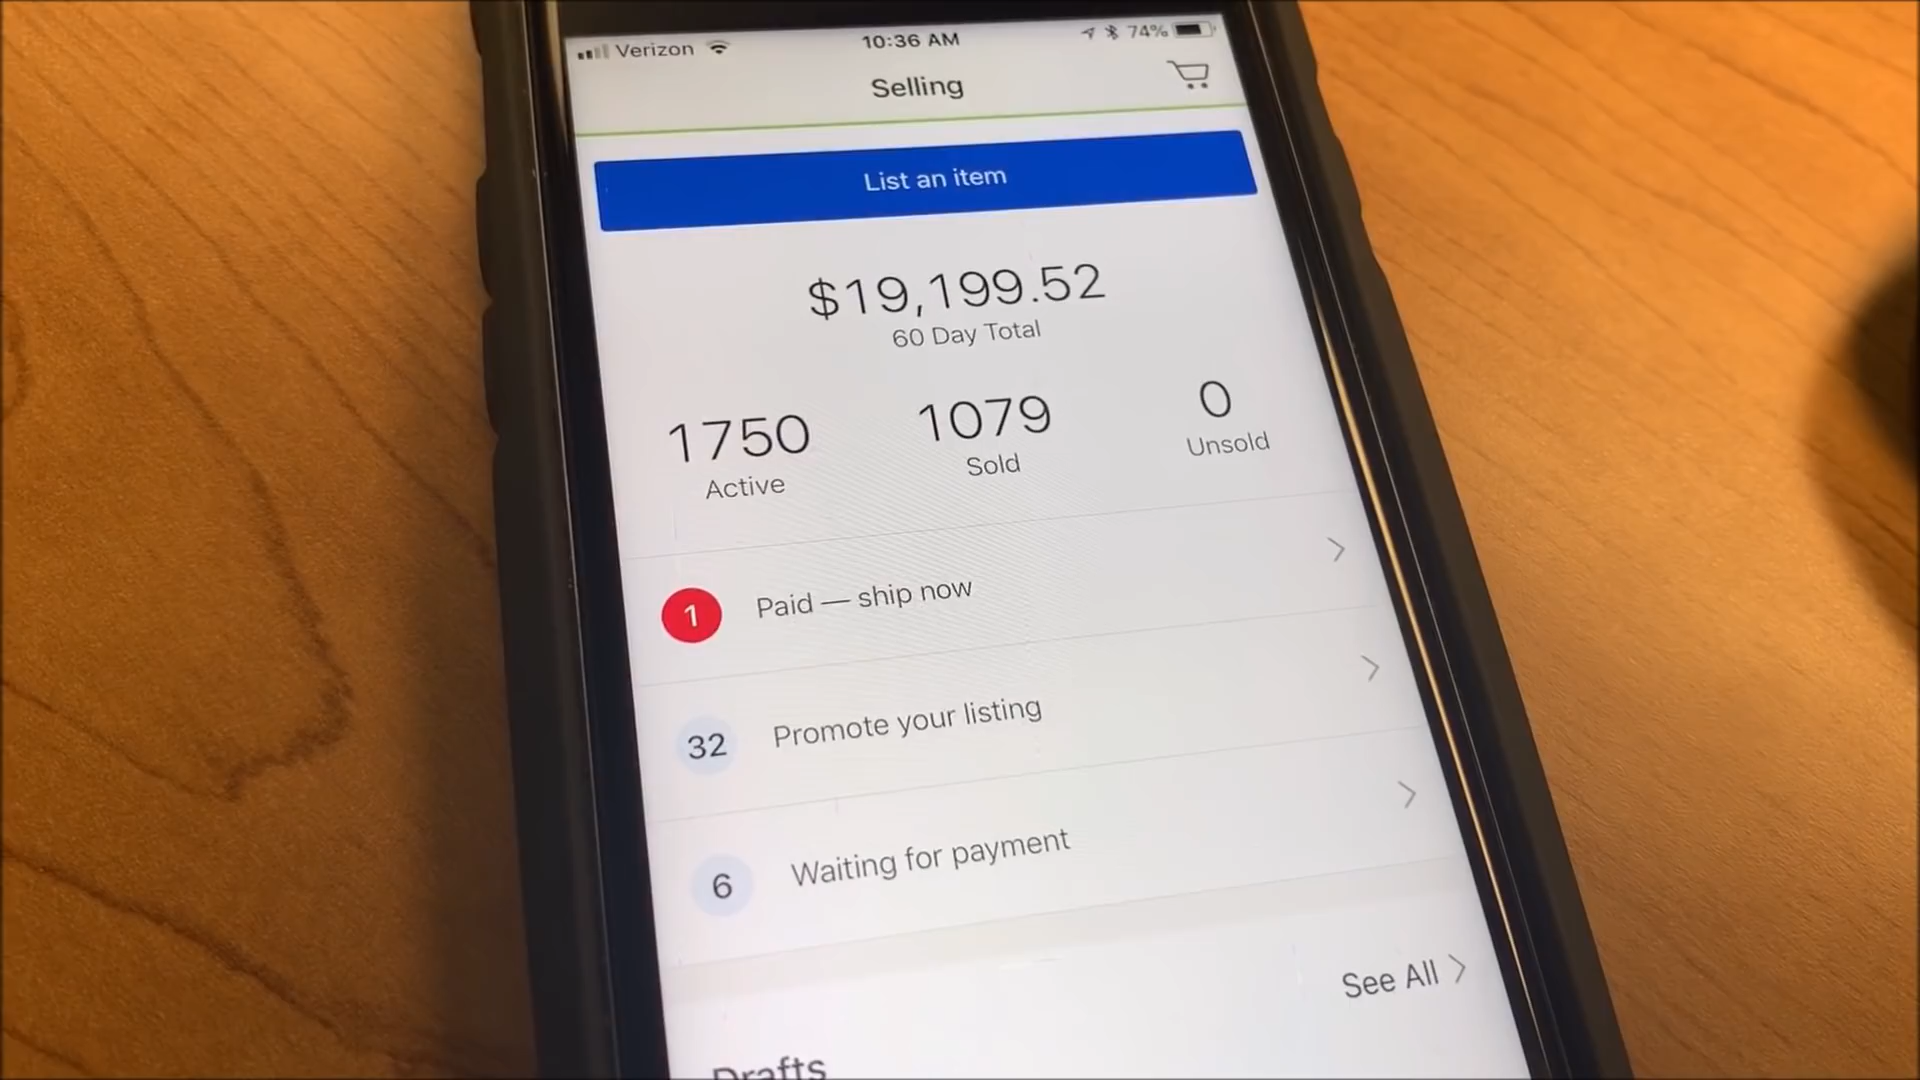 Verizon 10:36 AM 74%
Selling
List an item
$19,199.52
60 Day Total
1750 1079 0
Active Sold Unsold
1 Paid — ship now
32 Promote your listing
6 Waiting for payment
See All
Drafts